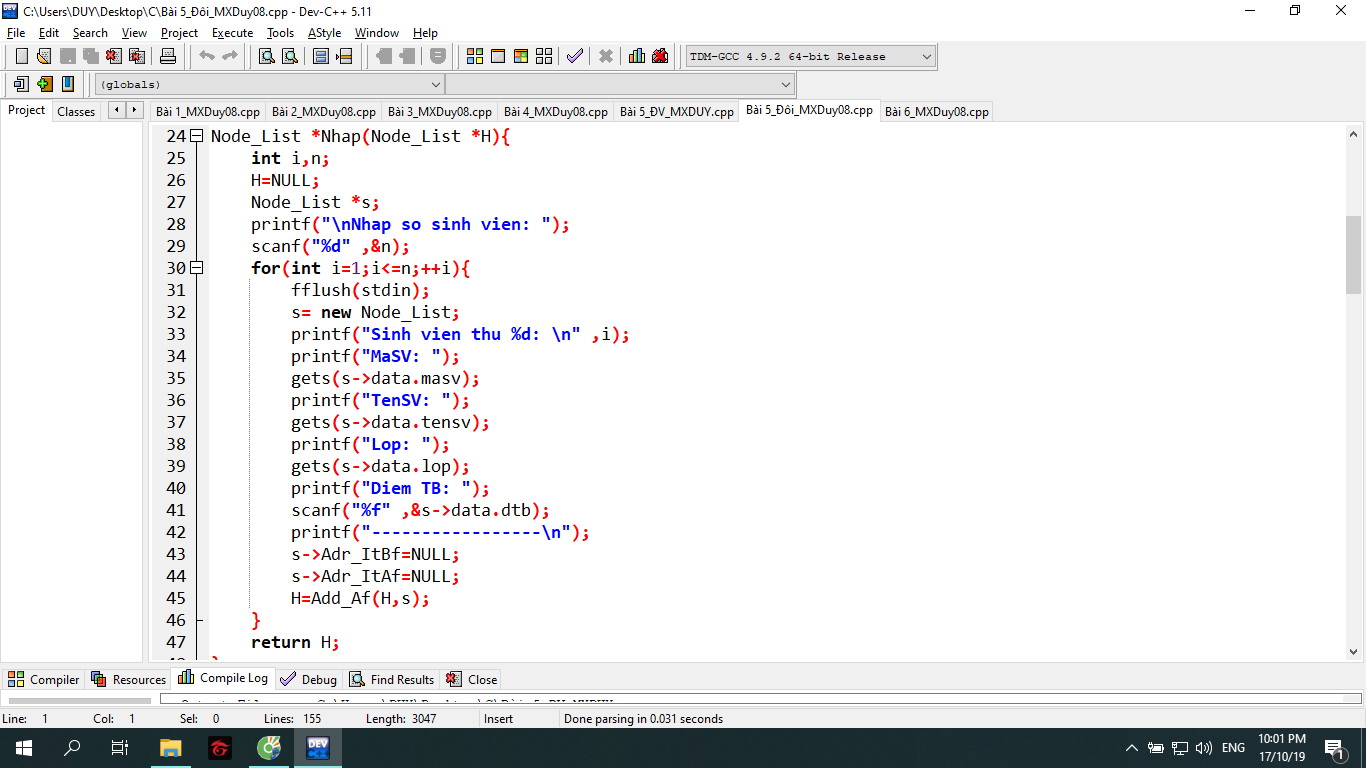 C:\Users\DUY\Desktop\C\Bài 5_Đôi_MXDuy08.cpp - Dev-C++ 5.11
File Edit Search View Project Execute Tools AStyle Window Help
TDM-GCC 4.9.2 64-bit Release
(globals)
Project Classes Bài 1_MXDuy08.cpp Bài 2_MXDuy08.cpp Bài 3_MXDuy08.cpp Bài 4_MXDuy08.cpp Bài 5_ĐV_MXDUY.cpp Bài 5_Đôi_MXDuy08.cpp Bài 6_MXDuy08.cpp
24 Node_List *Nhap(Node_List *H){
25 int i,n;
26 H=NULL;
27 Node_List *s;
28 printf("\nNhap so sinh vien: ");
29 scanf("%d" ,&n);
30 for(int i=1;i<=n;++i){
31 fflush(stdin);
32 s= new Node_List;
33 printf("Sinh vien thu %d: \n" ,i);
34 printf("MaSV: ");
35 gets(s->data.masv);
36 printf("TenSV: ");
37 gets(s->data.tensv);
38 printf("Lop: ");
39 gets(s->data.lop);
40 printf("Diem TB: ");
41 scanf("%f" ,&s->data.dtb);
42 printf("-----------------\n");
43 s->Adr_ItBf=NULL;
44 s->Adr_ItAf=NULL;
45 H=Add_Af(H,s);
46 }
47 return H;
Compiler Resources Compile Log Debug Find Results Close
Line: 1 Col: 1 Sel: 0 Lines: 155 Length: 3047 Insert Done parsing in 0.031 seconds
DEV C++ ENG 10:01 PM
17/10/19 1